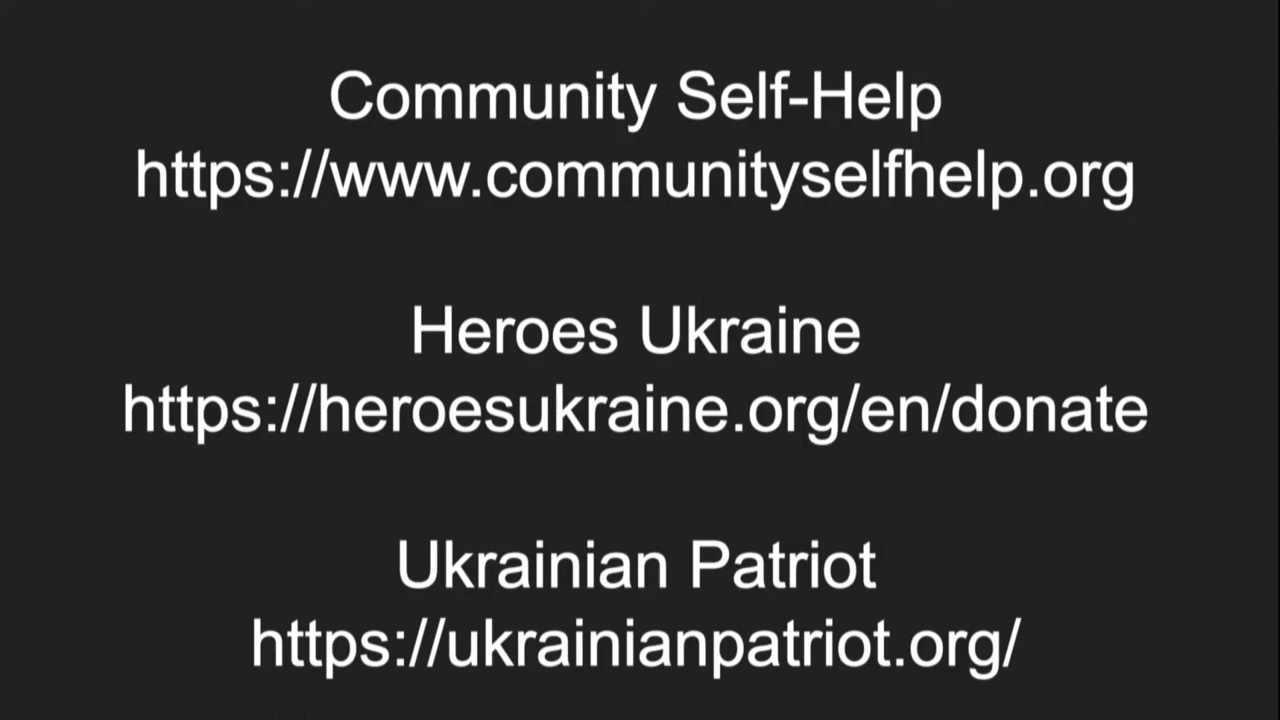 Community Self-Help
https://www.communityselfhelp.org
Heroes Ukraine
https://heroesukraine.org/en/donate
Ukrainian Patriot
https://ukrainianpatriot.org/